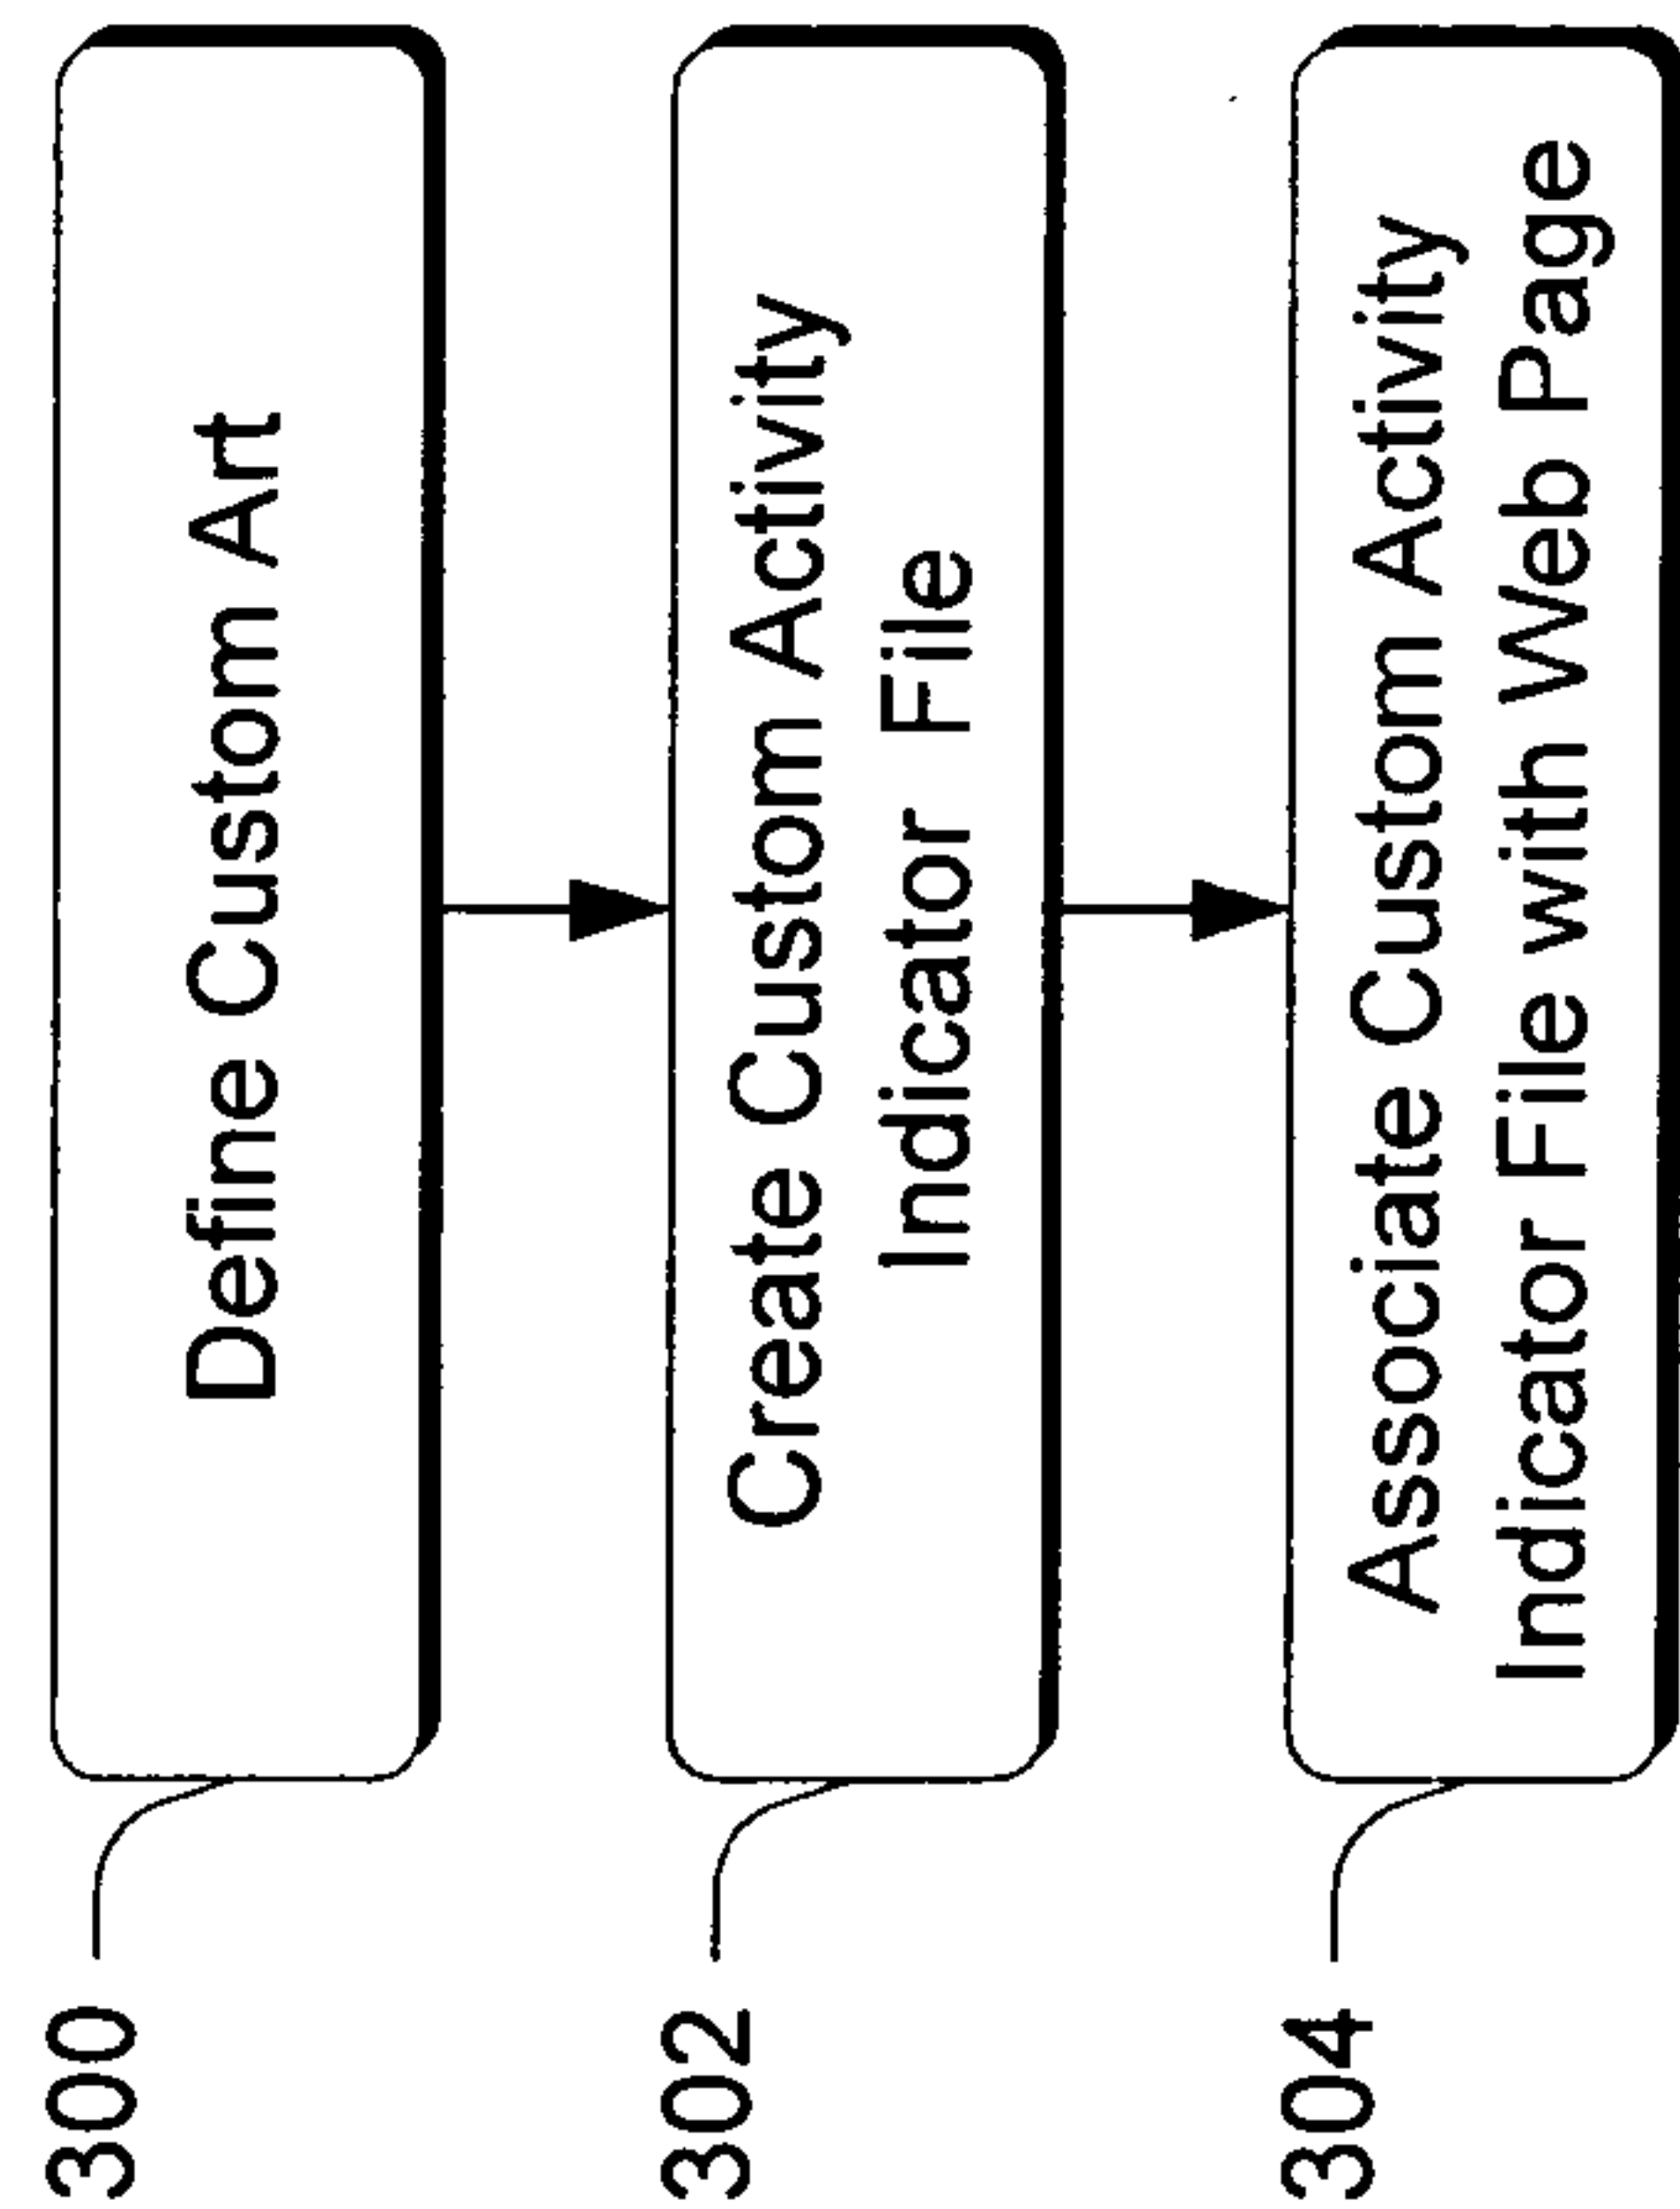 300
Define Custom Art
302
Create Custom Activity
Indicator File
304
Associate Custom Activity
Indicator File with Web Page